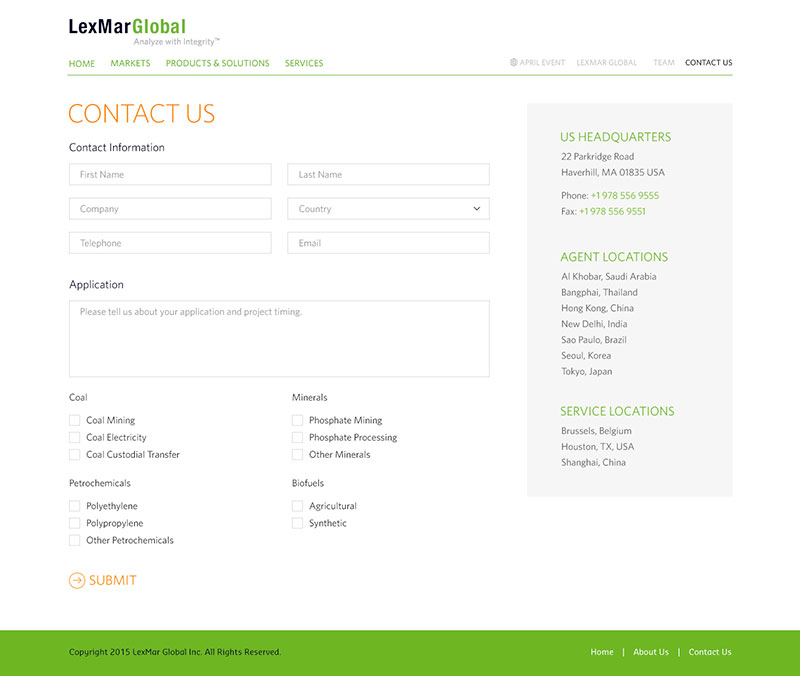 LexMarGlobal
Analyze with Integrity™
HOME MARKETS PRODUCTS & SOLUTIONS SERVICES
APRIL EVENT LEXMAR GLOBAL TEAM CONTACT US
CONTACT US
Contact Information
First Name Last Name
Company Country
Telephone Email
Application
Please tell us about your application and project timing.
Coal
Coal Mining
Coal Electricity
Coal Custodial Transfer
Minerals
Phosphate Mining
Phosphate Processing
Other Minerals
Petrochemicals
Polyethylene
Polypropylene
Other Petrochemicals
Biofuels
Agricultural
Synthetic
SUBMIT
US HEADQUARTERS
22 Parkridge Road
Haverhill, MA 01835 USA
Phone: +1 978 556 9555
Fax: +1 978 556 9551
AGENT LOCATIONS
Al Khobar, Saudi Arabia
Bangphai, Thailand
Hong Kong, China
New Delhi, India
Sao Paulo, Brazil
Seoul, Korea
Tokyo, Japan
SERVICE LOCATIONS
Brussels, Belgium
Houston, TX, USA
Shanghai, China
Copyright 2015 LexMar Global Inc. All Rights Reserved.
Home | About Us | Contact Us